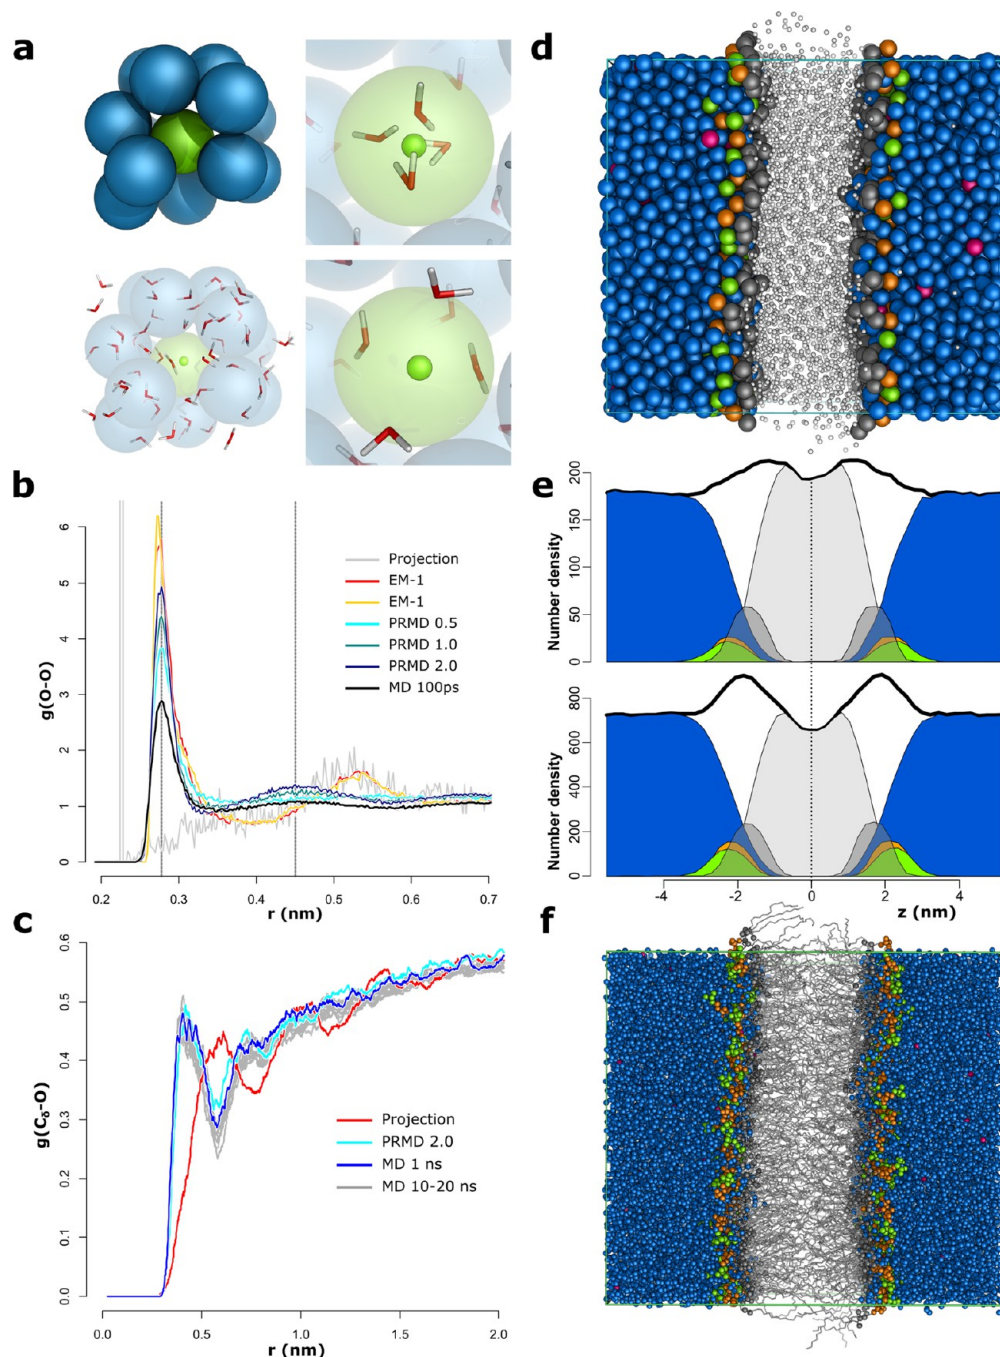 a
b
6
5
4
3
2
1
0
g(O-O)
Projection
EM-1
EM-1
PRMD 0.5
PRMD 1.0
PRMD 2.0
MD 100ps
0.2
0.3
0.4
0.5
0.6
0.7
r (nm)
c
0.6
0.5
0.4
0.3
0.2
0.1
0.0
g(Cδ-O)
Projection
PRMD 2.0
MD 1 ns
MD 10-20 ns
0.0
0.5
1.0
1.5
2.0
r (nm)
d
e
200
150
100
50
0
Number density
800
600
400
200
0
Number density
-4
-2
0
2
4
z (nm)
f